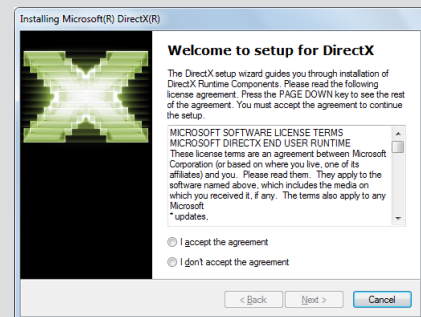 Installing Microsoft(R) DirectX(R)
Welcome to setup for DirectX
The DirectX setup wizard guides you through installation of
DirectX Runtime Components. Please read the following
license agreement. Press the PAGE DOWN key to see the rest
of the agreement. You must accept the agreement to continue
the setup.
MICROSOFT SOFTWARE LICENSE TERMS
MICROSOFT DIRECTX END USER RUNTIME
These license terms are an agreement between Microsoft
Corporation (or based on where you live, one of its
affiliates) and you. Please read them. They apply to the
software named above, which includes the media on
which you received it, if any. The terms also apply to any
Microsoft
* updates,
I accept the agreement
I don't accept the agreement
< Back
Next >
Cancel